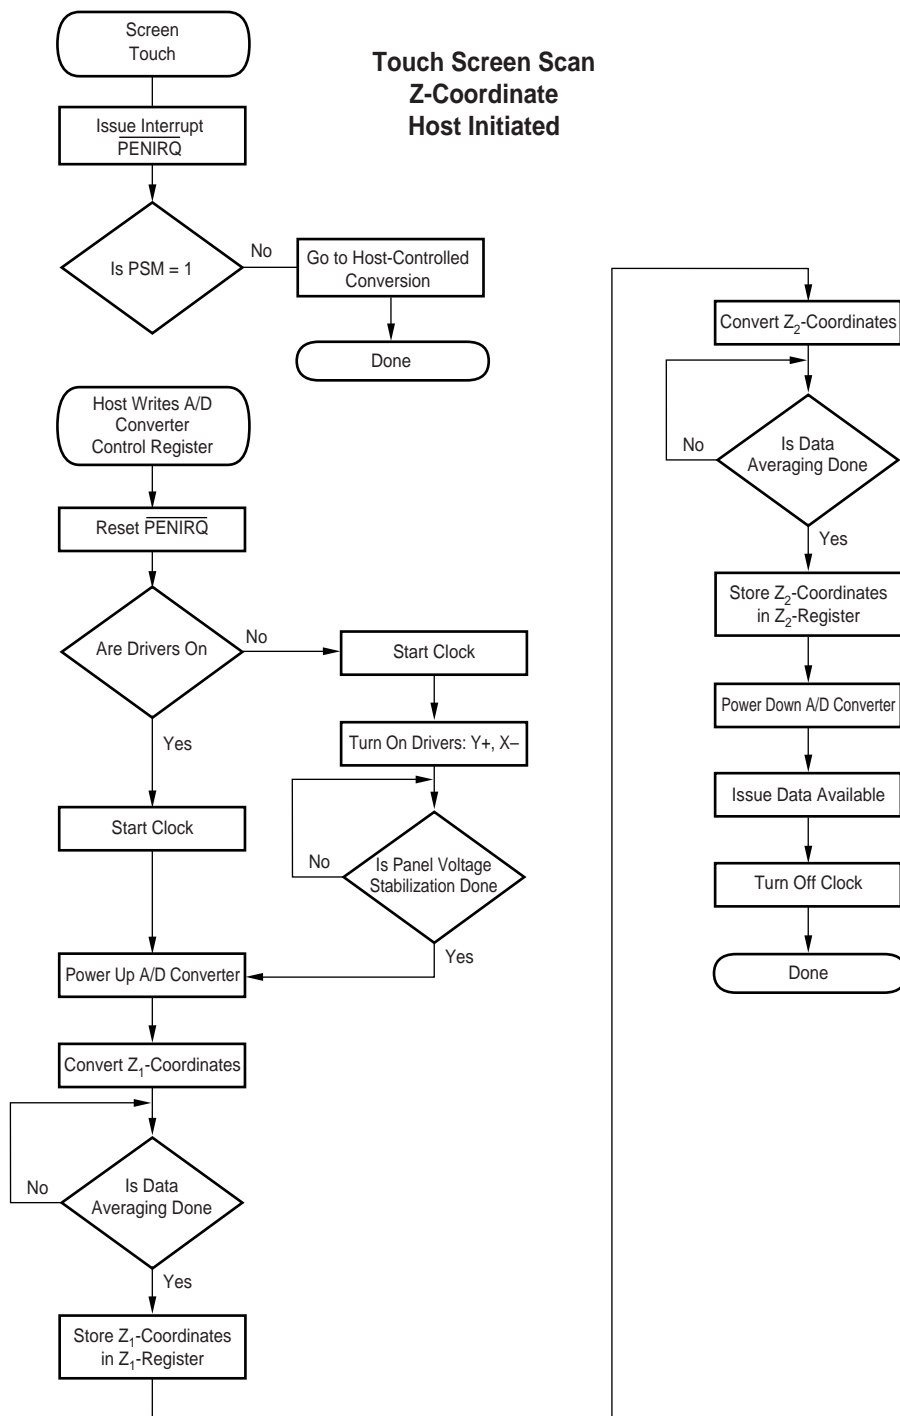 Touch Screen Scan
Z-Coordinate
Host Initiated
Screen
Touch
Issue Interrupt
PENIRQ
Is PSM = 1
No
Go to Host-Controlled
Conversion
Done
Host Writes A/D
Converter
Control Register
Reset PENIRQ
Are Drivers On
No
Start Clock
Turn On Drivers: Y+, X–
Is Panel Voltage
Stabilization Done
No
Yes
Yes
Start Clock
Power Up A/D Converter
Convert Z1-Coordinates
Is Data
Averaging Done
No
Yes
Store Z1-Coordinates
in Z1-Register
Convert Z2-Coordinates
Is Data
Averaging Done
No
Yes
Store Z2-Coordinates
in Z2-Register
Power Down A/D Converter
Issue Data Available
Turn Off Clock
Done